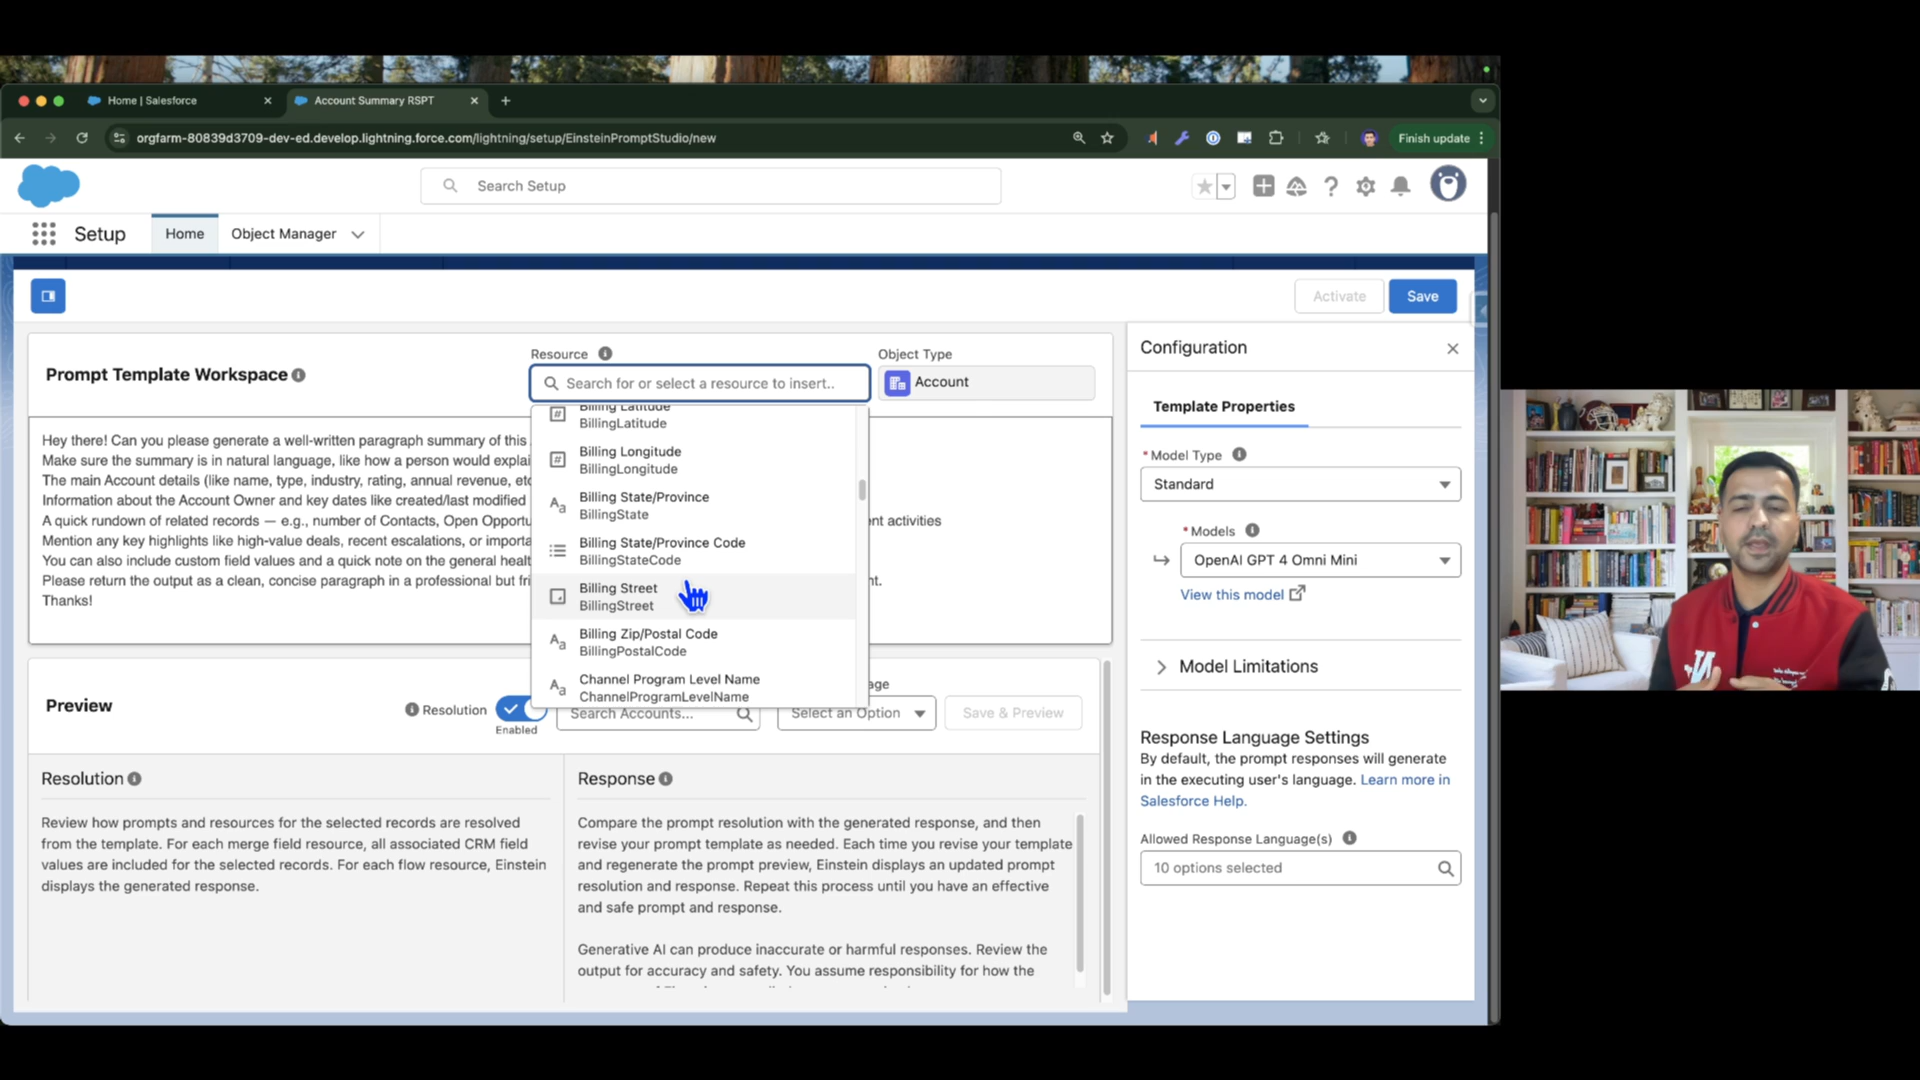 Home | Salesforce
Account Summary RSPT
orgfarm-80839d3709-dev-ed.develop.lightning.force.com/lightning/setup/EinsteinPromptStudio/new
Finish update
Search Setup
Setup
Home
Object Manager
Activate
Save
Prompt Template Workspace
Resource
Search for or select a resource to insert..
Object Type
Account
Hey there! Can you please generate a well-written paragraph summary of this
Make sure the summary is in natural language, like how a person would explai
The main Account details (like name, type, industry, rating, annual revenue, etc
Information about the Account Owner and key dates like created/last modified
A quick rundown of related records — e.g., number of Contacts, Open Opportu
nt activities
Mention any key highlights like high-value deals, recent escalations, or importa
You can also include custom field values and a quick note on the general healt
Please return the output as a clean, concise paragraph in a professional but fri
nt.
Thanks!
Billing Latitude
BillingLatitude
Billing Longitude
BillingLongitude
Billing State/Province
BillingState
Billing State/Province Code
BillingStateCode
Billing Street
BillingStreet
Billing Zip/Postal Code
BillingPostalCode
Channel Program Level Name
ChannelProgramLevelName
Preview
Resolution
Enabled
Search Accounts...
age
Select an Option
Save & Preview
Resolution
Review how prompts and resources for the selected records are resolved
from the template. For each merge field resource, all associated CRM field
values are included for the selected records. For each flow resource, Einstein
displays the generated response.
Response
Compare the prompt resolution with the generated response, and then
revise your prompt template as needed. Each time you revise your template
and regenerate the prompt preview, Einstein displays an updated prompt
resolution and response. Repeat this process until you have an effective
and safe prompt and response.
Generative AI can produce inaccurate or harmful responses. Review the
output for accuracy and safety. You assume responsibility for how the
Configuration
Template Properties
* Model Type
Standard
* Models
OpenAI GPT 4 Omni Mini
View this model
Model Limitations
Response Language Settings
By default, the prompt responses will generate
in the executing user's language. Learn more in
Salesforce Help.
Allowed Response Language(s)
10 options selected